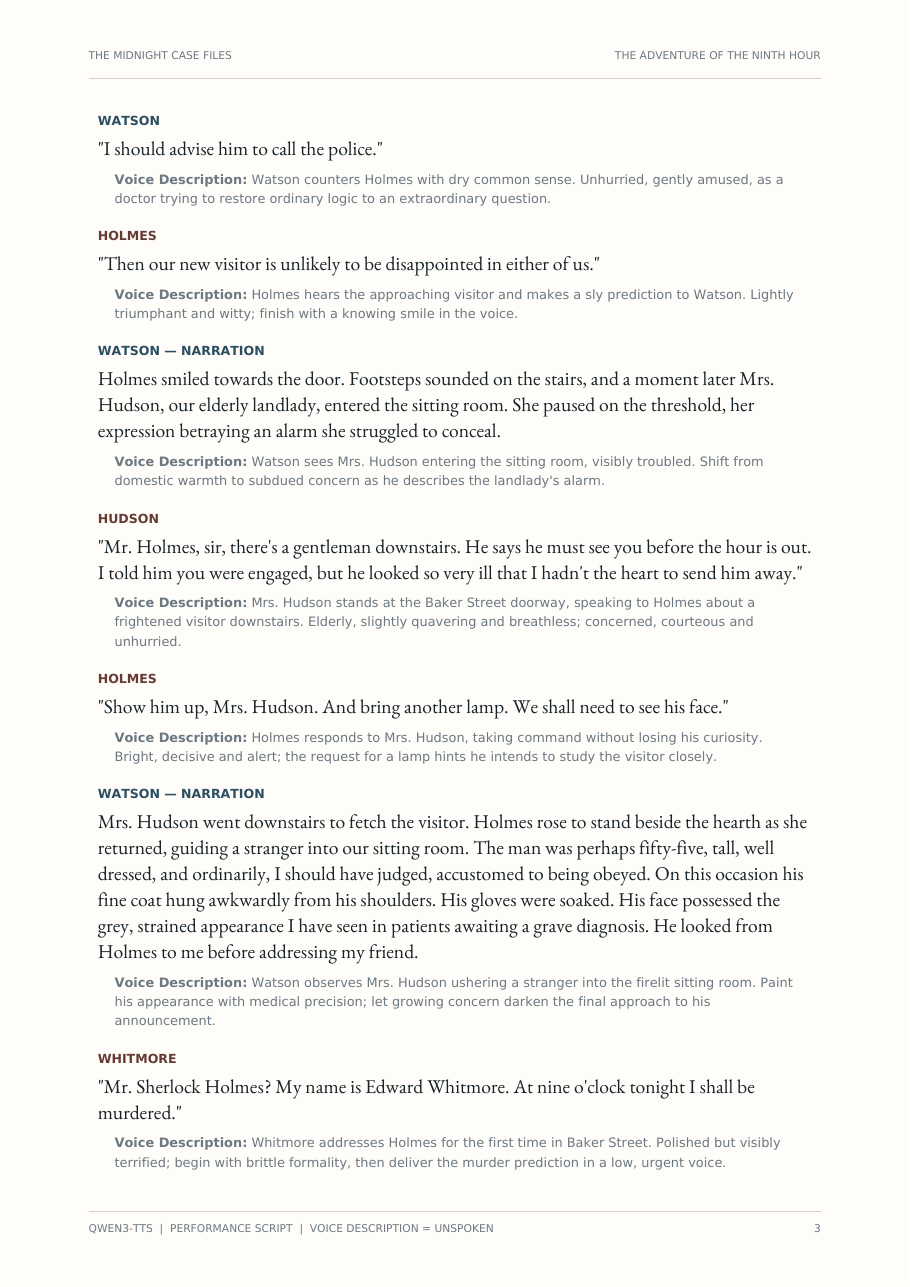 THE MIDNIGHT CASE FILES
THE ADVENTURE OF THE NINTH HOUR
WATSON
"I should advise him to call the police."
Voice Description: Watson counters Holmes with dry common sense. Unhurried, gently amused, as a
doctor trying to restore ordinary logic to an extraordinary question.
HOLMES
"Then our new visitor is unlikely to be disappointed in either of us."
Voice Description: Holmes hears the approaching visitor and makes a sly prediction to Watson. Lightly
triumphant and witty; finish with a knowing smile in the voice.
WATSON — NARRATION
Holmes smiled towards the door. Footsteps sounded on the stairs, and a moment later Mrs.
Hudson, our elderly landlady, entered the sitting room. She paused on the threshold, her
expression betraying an alarm she struggled to conceal.
Voice Description: Watson sees Mrs. Hudson entering the sitting room, visibly troubled. Shift from
domestic warmth to subdued concern as he describes the landlady's alarm.
HUDSON
"Mr. Holmes, sir, there's a gentleman downstairs. He says he must see you before the hour is out.
I told him you were engaged, but he looked so very ill that I hadn't the heart to send him away."
Voice Description: Mrs. Hudson stands at the Baker Street doorway, speaking to Holmes about a
frightened visitor downstairs. Elderly, slightly quavering and breathless; concerned, courteous and
unhurried.
HOLMES
"Show him up, Mrs. Hudson. And bring another lamp. We shall need to see his face."
Voice Description: Holmes responds to Mrs. Hudson, taking command without losing his curiosity.
Bright, decisive and alert; the request for a lamp hints he intends to study the visitor closely.
WATSON — NARRATION
Mrs. Hudson went downstairs to fetch the visitor. Holmes rose to stand beside the hearth as she
returned, guiding a stranger into our sitting room. The man was perhaps fifty-five, tall, well
dressed, and ordinarily, I should have judged, accustomed to being obeyed. On this occasion his
fine coat hung awkwardly from his shoulders. His gloves were soaked. His face possessed the
grey, strained appearance I have seen in patients awaiting a grave diagnosis. He looked from
Holmes to me before addressing my friend.
Voice Description: Watson observes Mrs. Hudson ushering a stranger into the firelit sitting room. Paint
his appearance with medical precision; let growing concern darken the final approach to his
announcement.
WHITMORE
"Mr. Sherlock Holmes? My name is Edward Whitmore. At nine o'clock tonight I shall be
murdered."
Voice Description: Whitmore addresses Holmes for the first time in Baker Street. Polished but visibly
terrified; begin with brittle formality, then deliver the murder prediction in a low, urgent voice.
QWEN3-TTS | PERFORMANCE SCRIPT | VOICE DESCRIPTION = UNSPOKEN
3